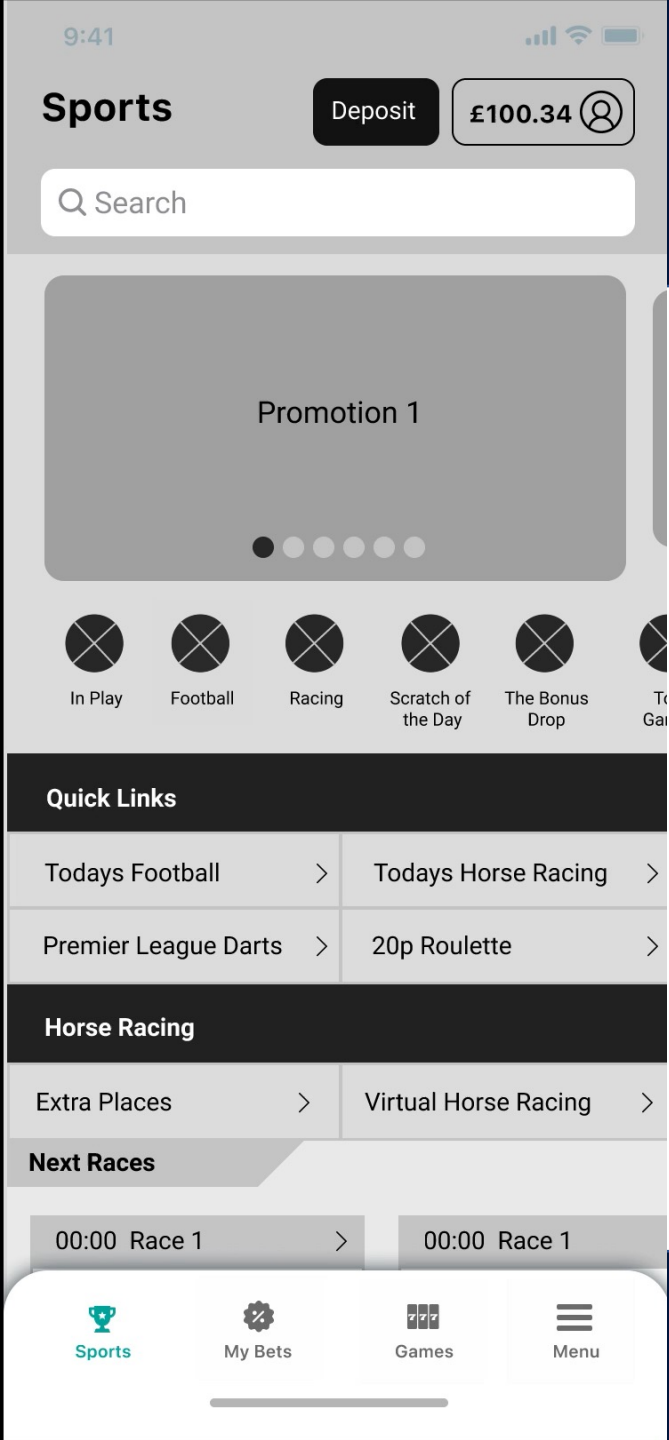 9:41
Sports
Deposit
£100.34
Search
Promotion 1
In Play
Football
Racing
Scratch of
the Day
The Bonus
Drop
Quick Links
Todays Football
Todays Horse Racing
Premier League Darts
20p Roulette
Horse Racing
Extra Places
Virtual Horse Racing
Next Races
00:00 Race 1
00:00 Race 1
%
777
Sports
My Bets
Games
Menu